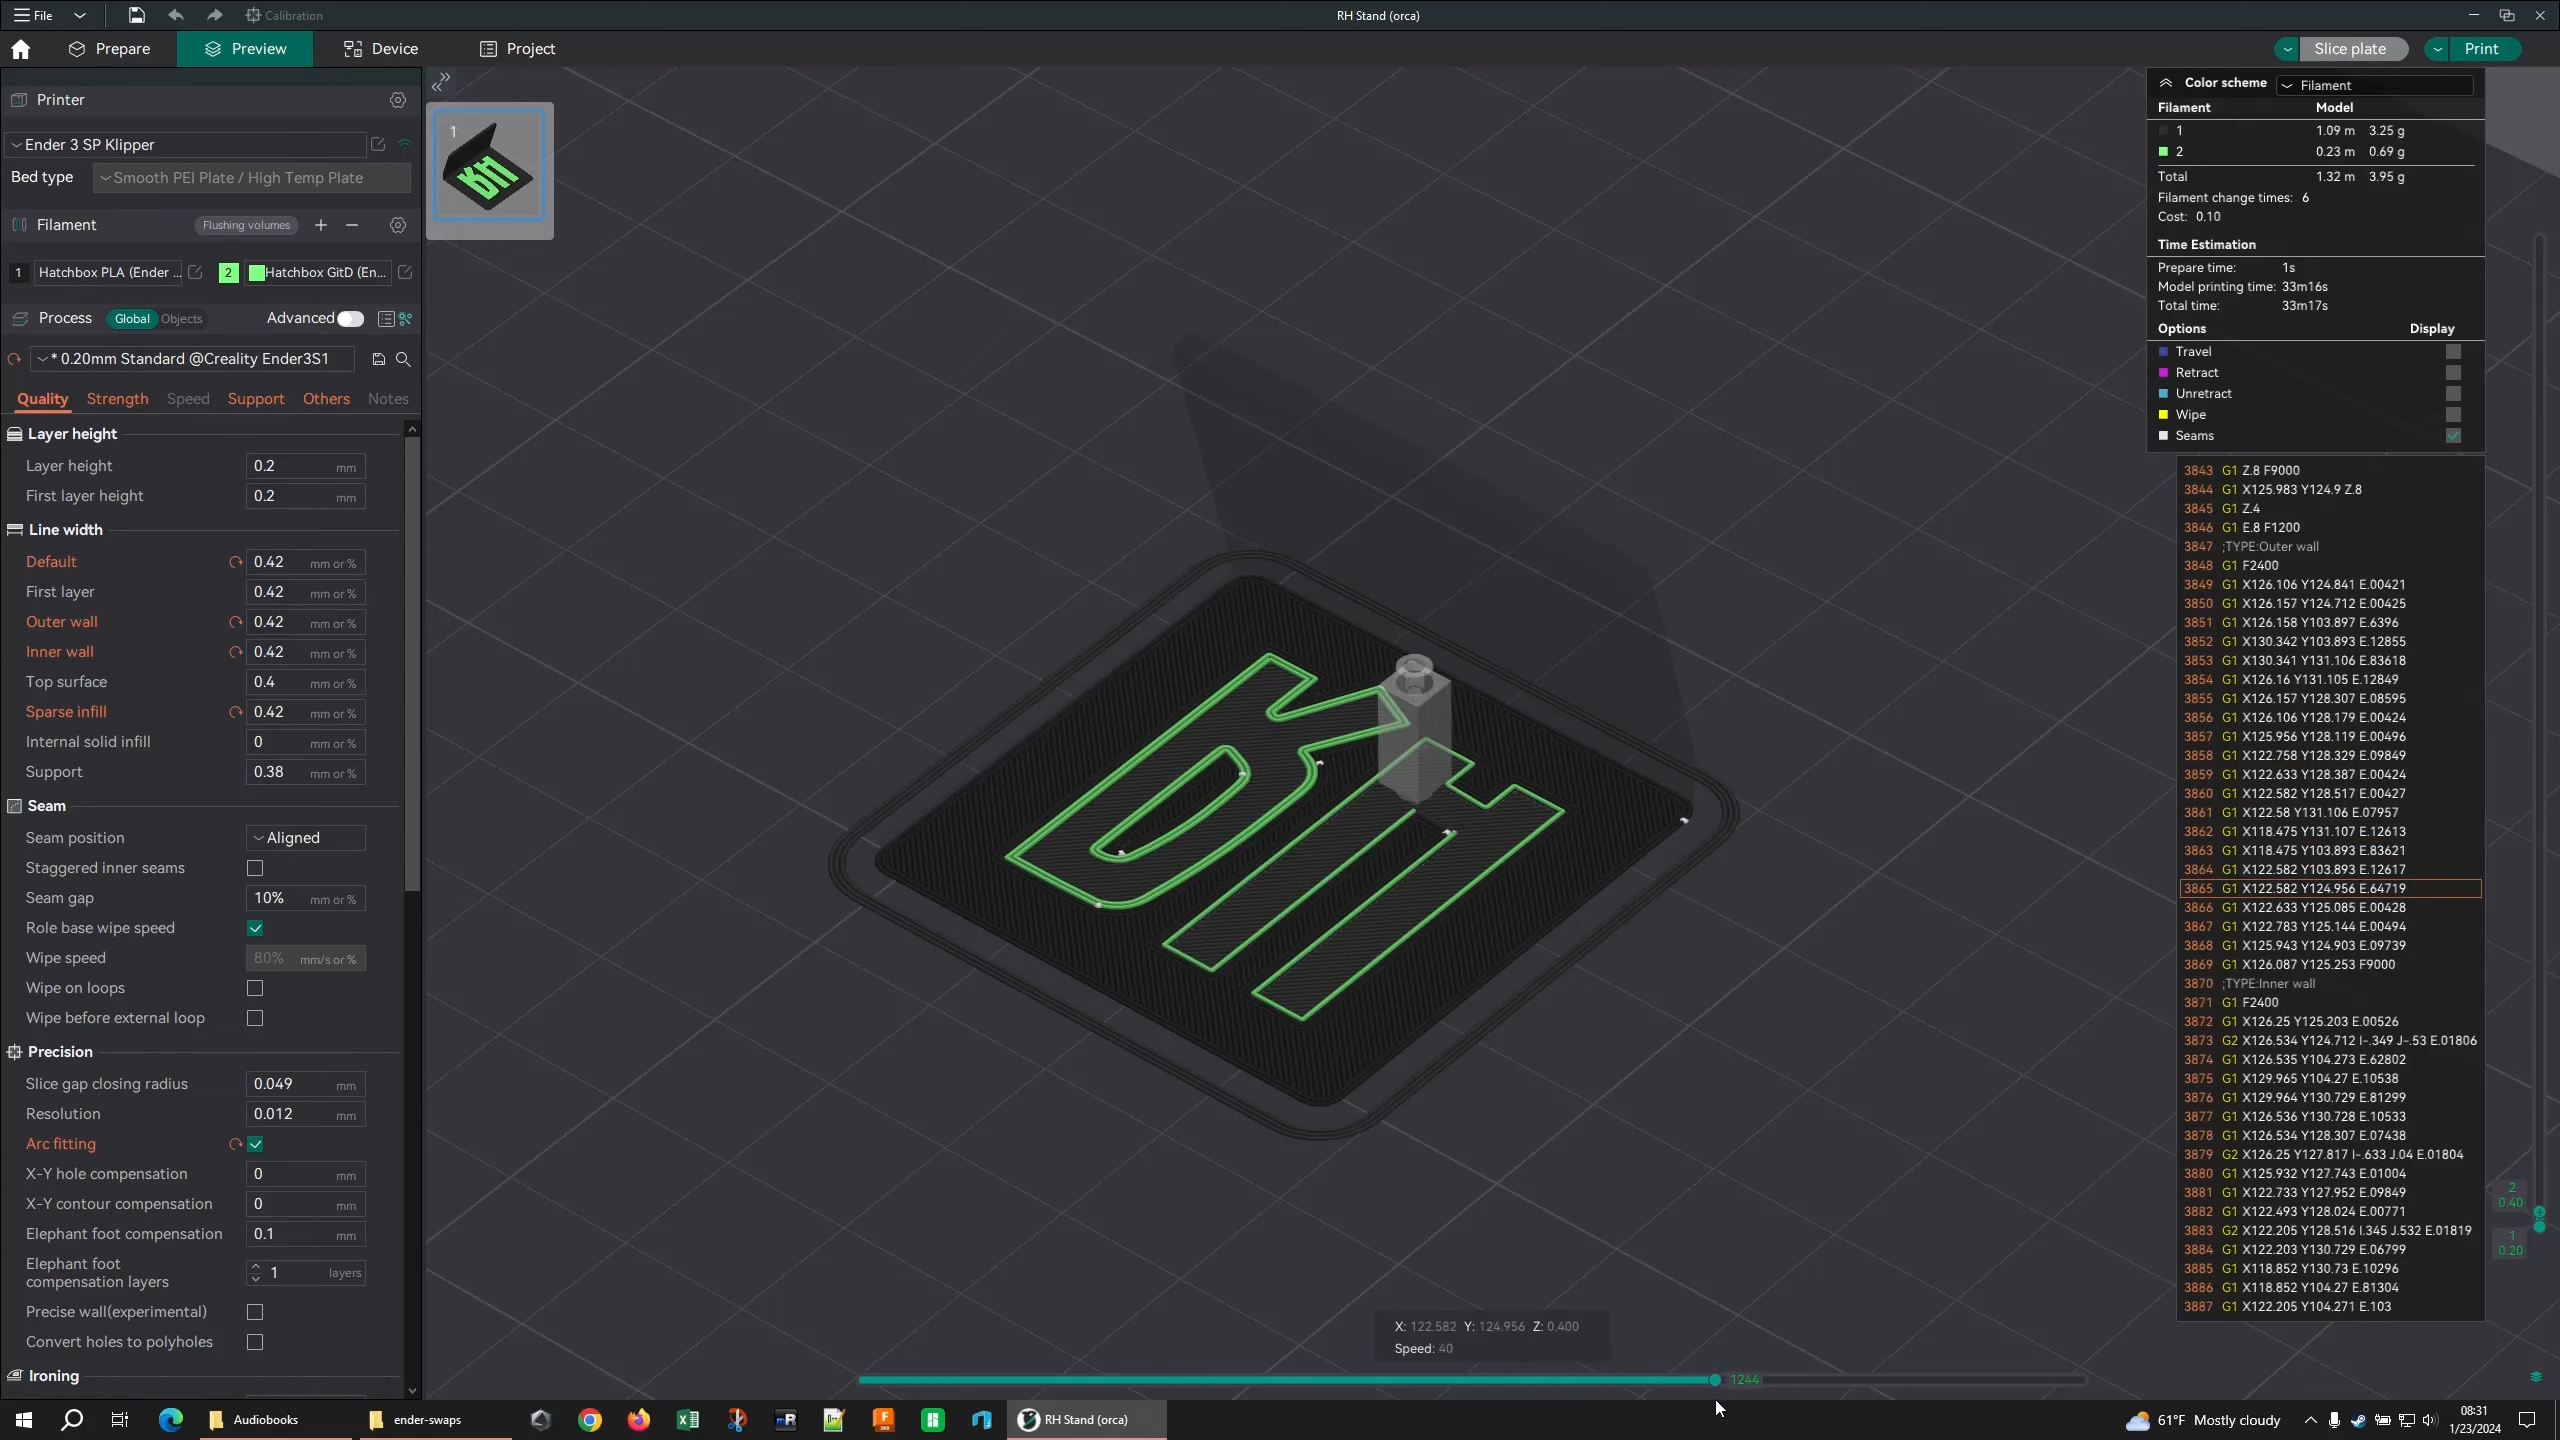 File
Calibration
RH Stand (orca)
Prepare
Preview
Device
Project
Slice plate
Print
Printer
Ender 3 SP Klipper
Bed type
Smooth PEI Plate / High Temp Plate
Filament
Flushing volumes
1
Hatchbox PLA (Ender ...
2
Hatchbox GitD (En...
Process
Global
Objects
Advanced
* 0.20mm Standard @Creality Ender3S1
Quality
Strength
Speed
Support
Others
Notes
Layer height
Layer height 0.2 mm
First layer height 0.2 mm
Line width
Default 0.42 mm or %
First layer 0.42 mm or %
Outer wall 0.42 mm or %
Inner wall 0.42 mm or %
Top surface 0.4 mm or %
Sparse infill 0.42 mm or %
Internal solid infill 0 mm or %
Support 0.38 mm or %
Seam
Seam position Aligned
Staggered inner seams
Seam gap 10% mm or %
Role base wipe speed
Wipe speed 80% mm/s or %
Wipe on loops
Wipe before external loop
Precision
Slice gap closing radius 0.049 mm
Resolution 0.012 mm
Arc fitting
X-Y hole compensation 0 mm
X-Y contour compensation 0 mm
Elephant foot compensation 0.1 mm
Elephant foot
compensation layers 1 layers
Precise wall(experimental)
Convert holes to polyholes
Ironing
1
RH
Color scheme Filament
Filament Model
1 1.09 m 3.25 g
2 0.23 m 0.69 g
Total 1.32 m 3.95 g
Filament change times: 6
Cost: 0.10
Time Estimation
Prepare time: 1s
Model printing time: 33m16s
Total time: 33m17s
Options Display
Travel
Retract
Unretract
Wipe
Seams
3843 G1 Z.8 F9000
3844 G1 X125.983 Y124.9 Z.8
3845 G1 Z.4
3846 G1 E.8 F1200
3847 ;TYPE:Outer wall
3848 G1 F2400
3849 G1 X126.106 Y124.841 E.00421
3850 G1 X126.157 Y124.712 E.00425
3851 G1 X126.158 Y103.897 E.6396
3852 G1 X130.342 Y103.893 E.12855
3853 G1 X130.341 Y131.106 E.83618
3854 G1 X126.16 Y131.105 E.12849
3855 G1 X126.157 Y128.307 E.08595
3856 G1 X126.106 Y128.179 E.00424
3857 G1 X125.956 Y128.119 E.00496
3858 G1 X122.758 Y128.329 E.09849
3859 G1 X122.633 Y128.387 E.00424
3860 G1 X122.582 Y128.517 E.00427
3861 G1 X122.58 Y131.106 E.07957
3862 G1 X118.475 Y131.107 E.12613
3863 G1 X118.475 Y103.893 E.83621
3864 G1 X122.582 Y103.893 E.12617
3865 G1 X122.582 Y124.956 E.64719
3866 G1 X122.633 Y125.085 E.00428
3867 G1 X122.783 Y125.144 E.00494
3868 G1 X125.943 Y124.903 E.09739
3869 G1 X126.087 Y125.253 F9000
3870 ;TYPE:Inner wall
3871 G1 F2400
3872 G1 X126.25 Y125.203 E.00526
3873 G2 X126.534 Y124.712 I-.349 J-.53 E.01806
3874 G1 X126.535 Y104.273 E.62802
3875 G1 X129.965 Y104.27 E.10538
3876 G1 X129.964 Y130.729 E.81299
3877 G1 X126.536 Y130.728 E.10533
3878 G1 X126.534 Y128.307 E.07438
3879 G2 X126.25 Y127.817 I-.633 J.04 E.01804
3880 G1 X125.932 Y127.743 E.01004
3881 G1 X122.733 Y127.952 E.09849
3882 G1 X122.493 Y128.024 E.00771
3883 G2 X122.205 Y128.516 I.345 J.532 E.01819
3884 G1 X122.203 Y130.729 E.06799
3885 G1 X118.852 Y130.73 E.10296
3886 G1 X118.852 Y104.27 E.81304
3887 G1 X122.205 Y104.271 E.103
2
0.40
1
0.20
X: 122.582 Y: 124.956 Z: 0.400
Speed: 40
1244
Audiobooks
ender-swaps
RH Stand (orca)
61°F Mostly cloudy
08:31
1/23/2024